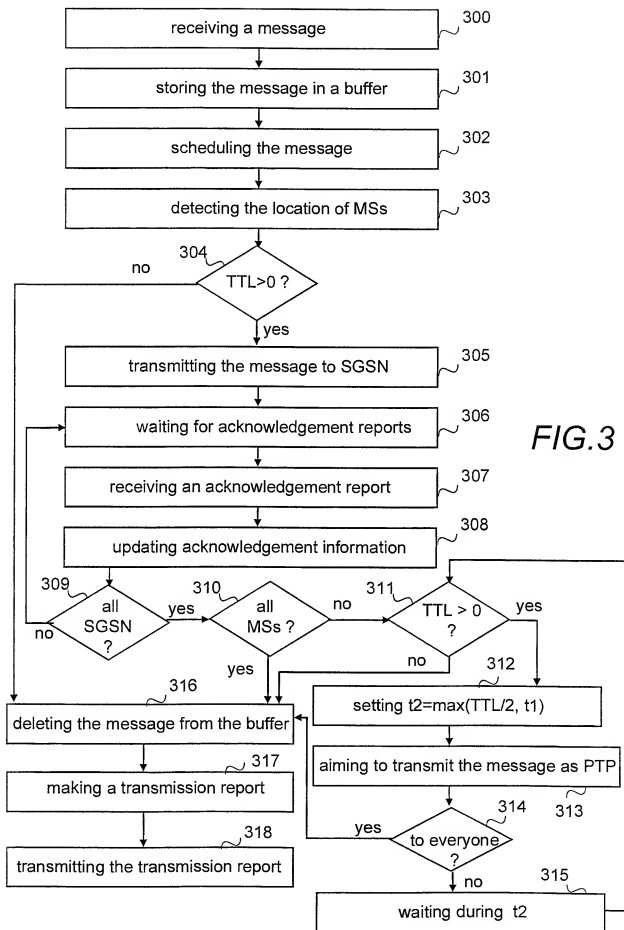 receiving a message
300
storing the message in a buffer
301
scheduling the message
302
detecting the location of MSs
303
304
no
TTL>0 ?
yes
transmitting the message to SGSN
305
waiting for acknowledgement reports
306
FIG.3
receiving an acknowledgement report
307
updating acknowledgement information
308
309
all
SGSN
?
no
yes
310
all
MSs ?
no
yes
311
TTL > 0
?
yes
no
312
setting t2=max(TTL/2, t1)
316
deleting the message from the buffer
aiming to transmit the message as PTP
313
317
making a transmission report
314
to everyone
?
yes
no
318
transmitting the transmission report
315
waiting during t2